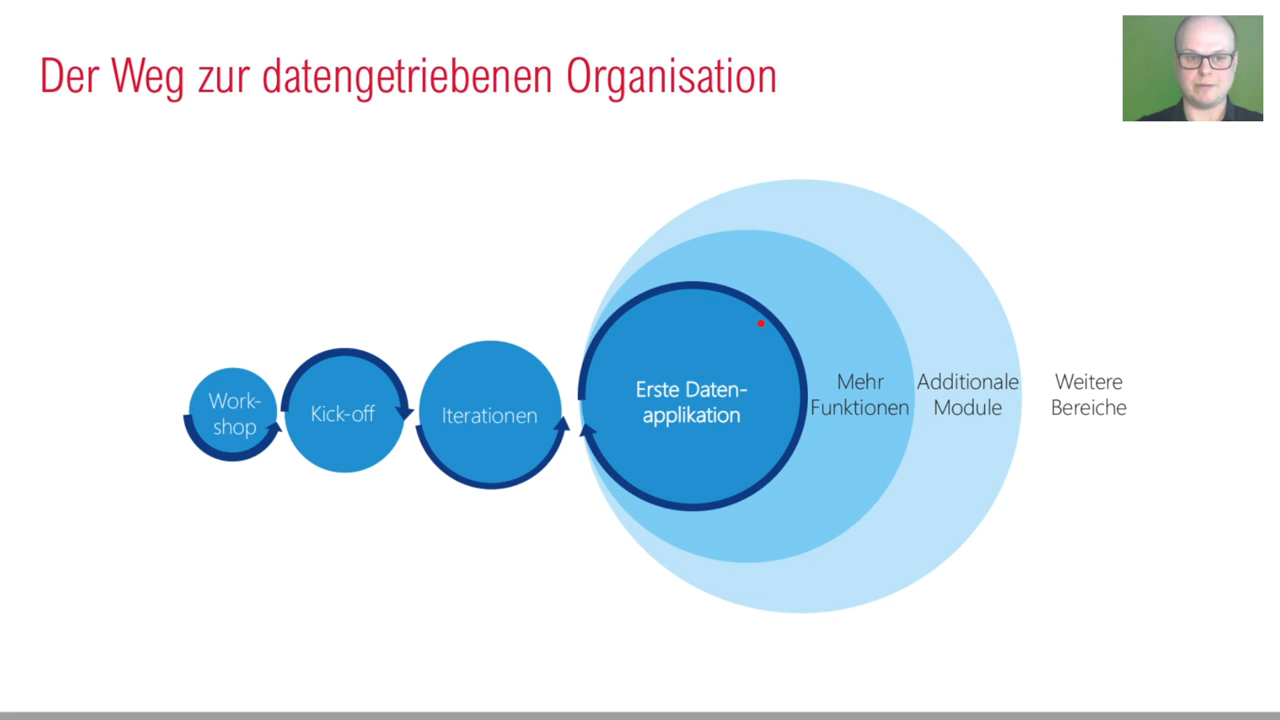 Der Weg zur datengetriebenen Organisation
Work-
shop
Kick-off
Iterationen
Erste Daten-
applikation
Mehr
Funktionen
Additionale
Module
Weitere
Bereiche